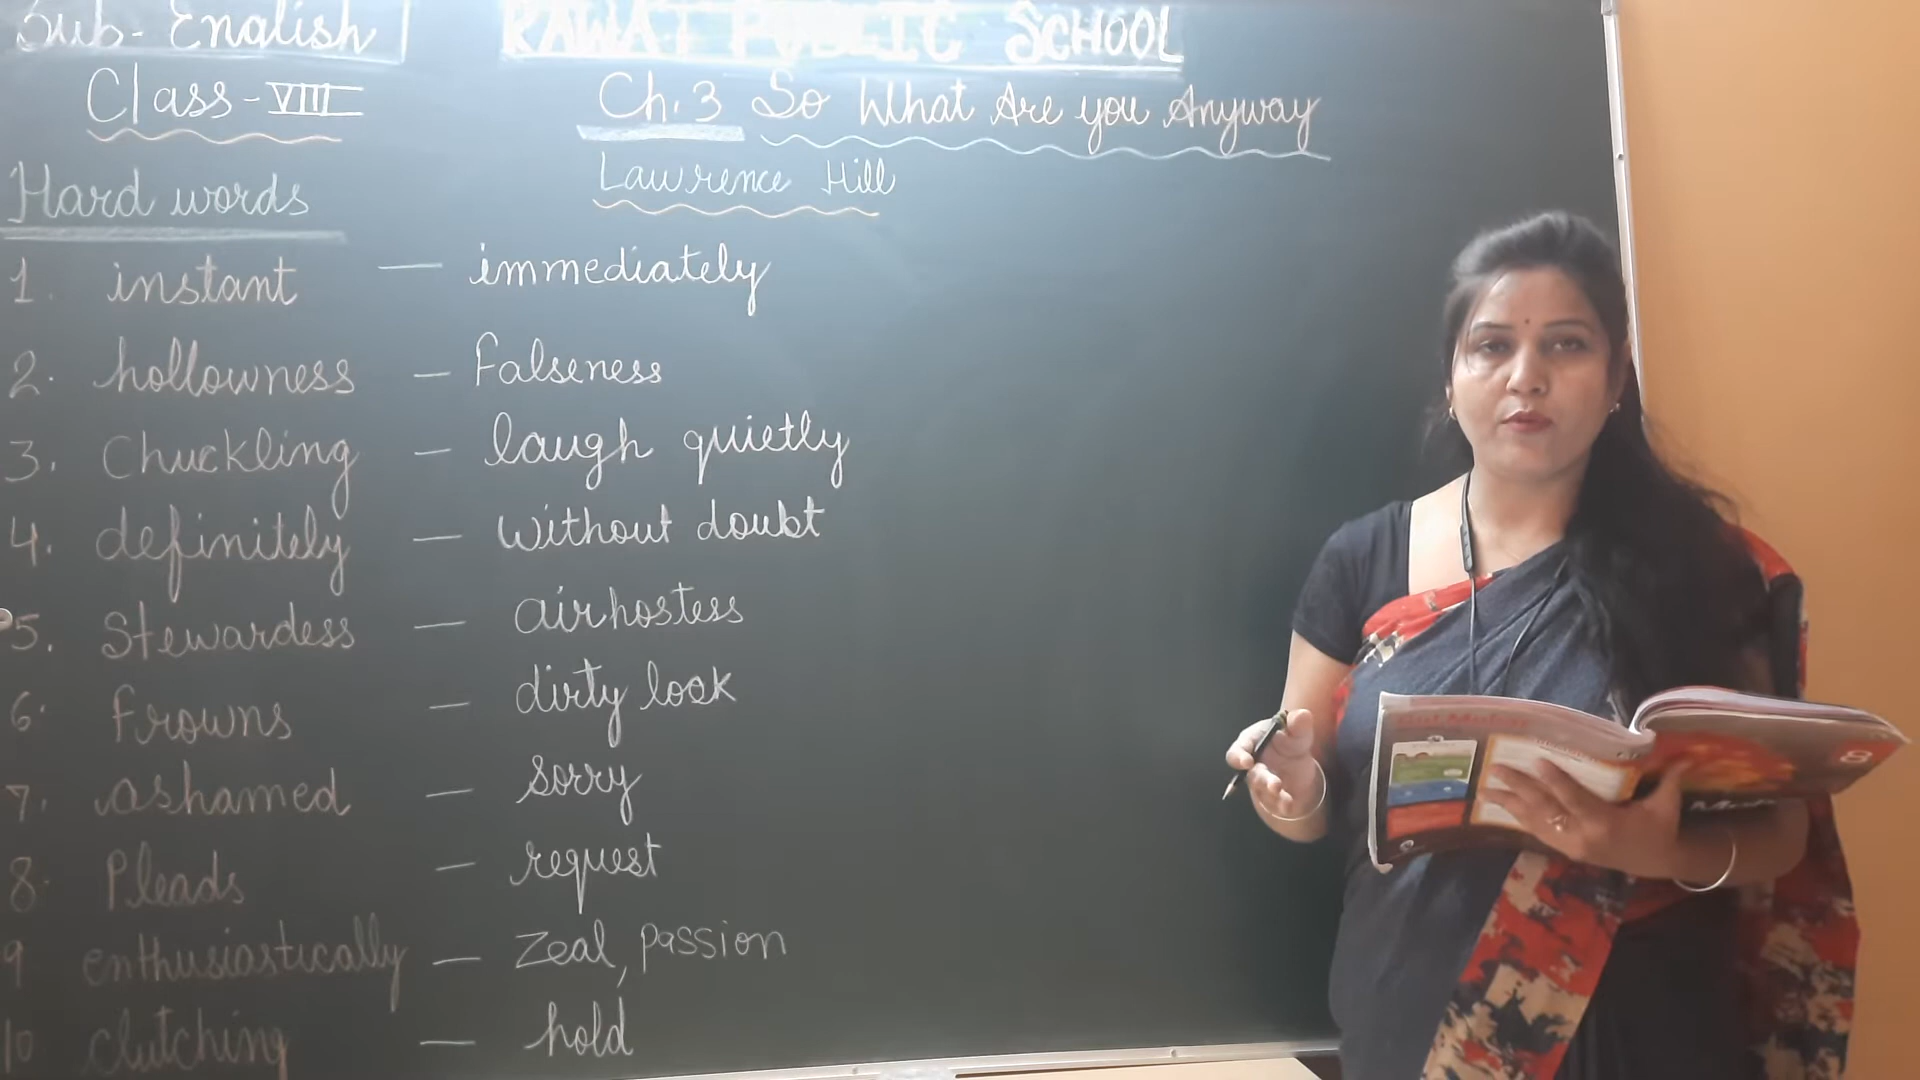 Sub- English
RAWAT PUBLIC SCHOOL
Class-VIII
Ch.3 So What Are you Anyway
Lawrence Hill
Hard words
1. instant — immediately
2. hollowness — Falseness
3. Chuckling — laugh quietly
4. definitely — without doubt
5. Stewardess — airhostess
6. Frowns — dirty look
7. ashamed — sorry
8. Pleads — request
9 enthusiastically — Zeal, passion
10 clutching — hold
8